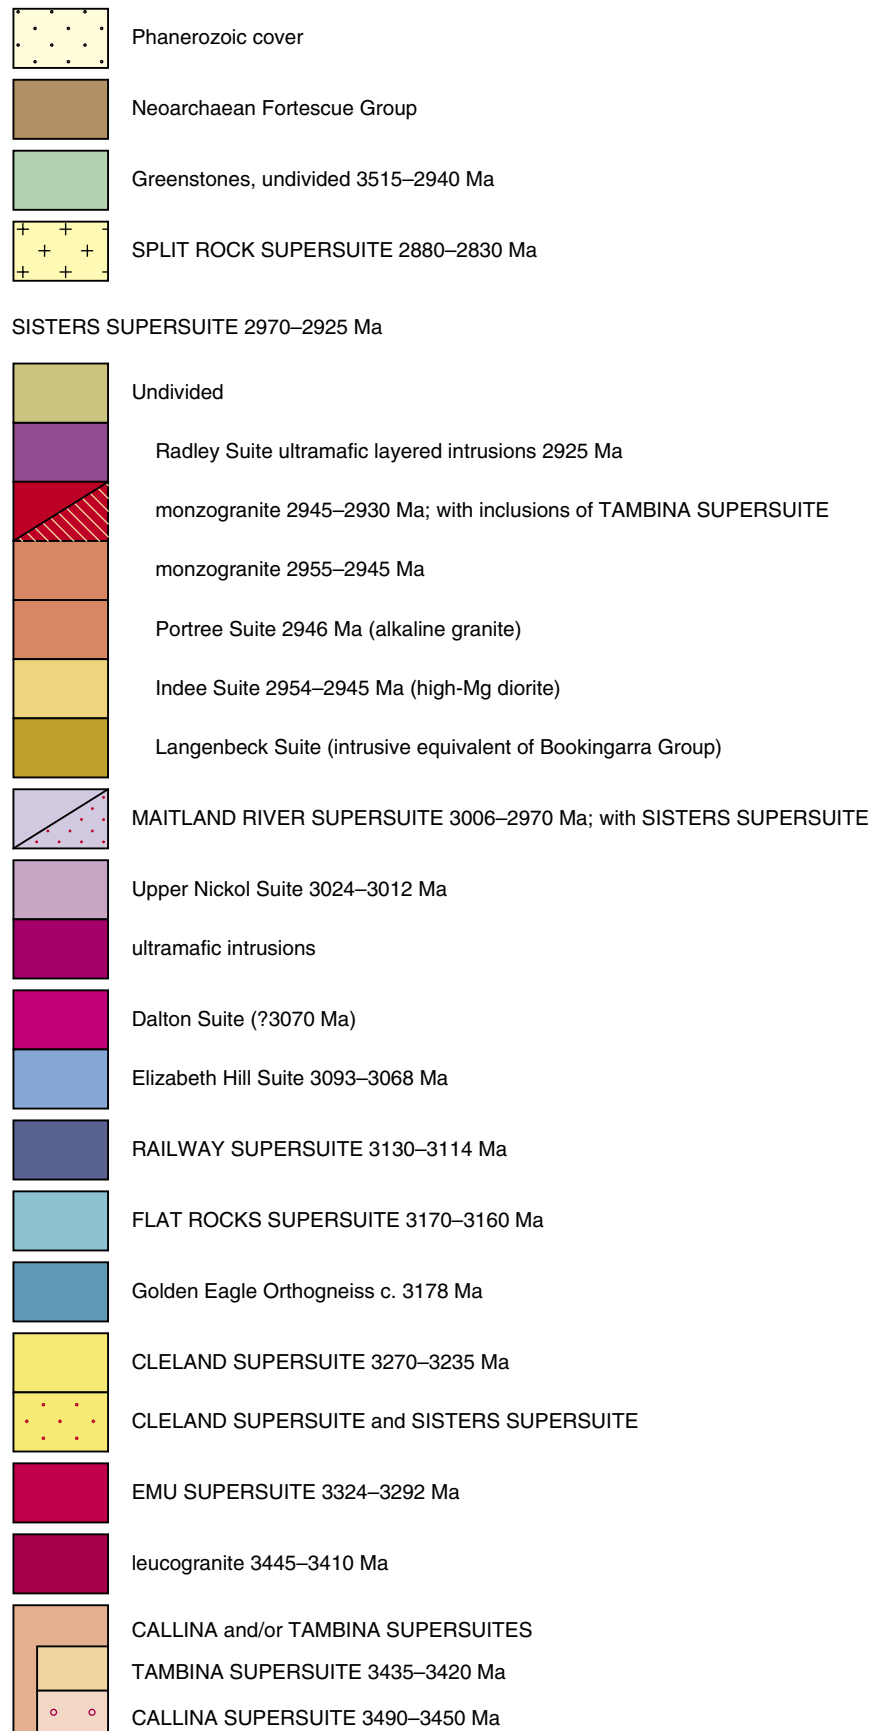 Phanerozoic cover
Neoarchaean Fortescue Group
Greenstones, undivided 3515–2940 Ma
SPLIT ROCK SUPERSUITE 2880–2830 Ma
SISTERS SUPERSUITE 2970–2925 Ma
Undivided
Radley Suite ultramafic layered intrusions 2925 Ma
monzogranite 2945–2930 Ma; with inclusions of TAMBINA SUPERSUITE
monzogranite 2955–2945 Ma
Portree Suite 2946 Ma (alkaline granite)
Indee Suite 2954–2945 Ma (high-Mg diorite)
Langenbeck Suite (intrusive equivalent of Bookingarra Group)
MAITLAND RIVER SUPERSUITE 3006–2970 Ma; with SISTERS SUPERSUITE
Upper Nickol Suite 3024–3012 Ma
ultramafic intrusions
Dalton Suite (?3070 Ma)
Elizabeth Hill Suite 3093–3068 Ma
RAILWAY SUPERSUITE 3130–3114 Ma
FLAT ROCKS SUPERSUITE 3170–3160 Ma
Golden Eagle Orthogneiss c. 3178 Ma
CLELAND SUPERSUITE 3270–3235 Ma
CLELAND SUPERSUITE and SISTERS SUPERSUITE
EMU SUPERSUITE 3324–3292 Ma
leucogranite 3445–3410 Ma
CALLINA and/or TAMBINA SUPERSUITES
TAMBINA SUPERSUITE 3435–3420 Ma
CALLINA SUPERSUITE 3490–3450 Ma